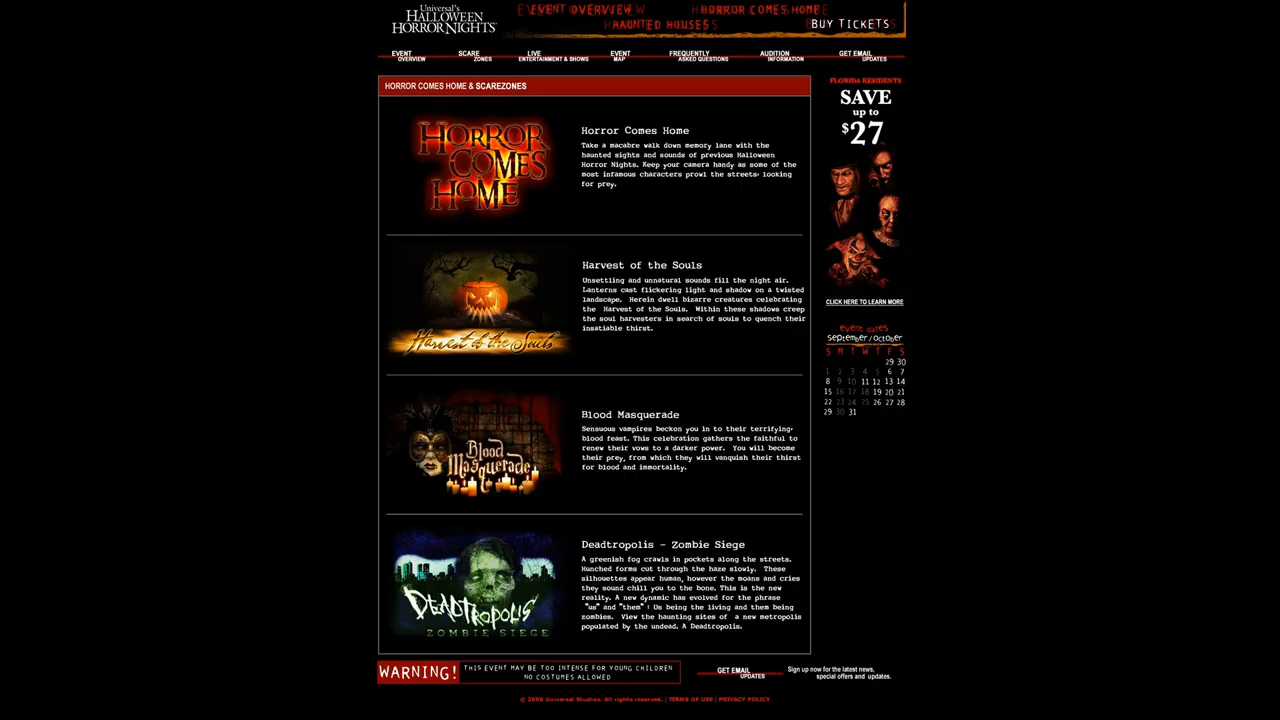 Universal's
HALLOWEEN
HORROR NIGHTS
EVENT OVERVIEW
HORROR COMES HOME
HAUNTED HOUSES
BUY TICKETS
EVENT OVERVIEW
SCARE ZONES
LIVE ENTERTAINMENT & SHOWS
EVENT MAP
FREQUENTLY ASKED QUESTIONS
AUDITION INFORMATION
GET EMAIL UPDATES
HORROR COMES HOME & SCAREZONES
HORROR
COMES
HOME
Horror Comes Home
Take a macabre walk down memory lane with the
haunted sights and sounds of previous Halloween
Horror Nights. Keep your camera handy as some of the
most infamous characters prowl the streets, looking
for prey.
Harvest of the Souls
Harvest of the Souls
Unsettling and unnatural sounds fill the night air.
Lanterns cast flickering light and shadow on a twisted
landscape. Herein dwell bizarre creatures celebrating
the Harvest of the Souls. Within these shadows creep
the soul harvesters in search of souls to quench their
insatiable thirst.
Blood
Masquerade
Blood Masquerade
Sensuous vampires beckon you in to their terrifying,
blood feast. This celebration gathers the faithful to
renew their vows to a darker power. You will become
their prey, from which they will vanquish their thirst
for blood and immortality.
DEADTROPOLIS
ZOMBIE SIEGE
Deadtropolis - Zombie Siege
A greenish fog crawls in pockets along the streets.
Hunched forms cut through the haze slowly. These
silhouettes appear human, however the moans and cries
they sound chill you to the bone. This is the new
reality. A new dynamic has evolved for the phrase
"us" and "them": Us being the living and them being
zombies. View the haunting sites of a new metropolis
populated by the undead. A Deadtropolis.
FLORIDA RESIDENTS
SAVE
up to
$27
CLICK HERE TO LEARN MORE
event dates
september / october
S M T W T F S
29 30
1 2 3 4 5 6 7
8 9 10 11 12 13 14
15 16 17 18 19 20 21
22 23 24 25 26 27 28
29 30 31
WARNING!
THIS EVENT MAY BE TOO INTENSE FOR YOUNG CHILDREN
NO COSTUMES ALLOWED
GET EMAIL UPDATES
Sign up now for the latest news,
special offers and updates.
© 2006 Universal Studios. All rights reserved. | TERMS OF USE | PRIVACY POLICY